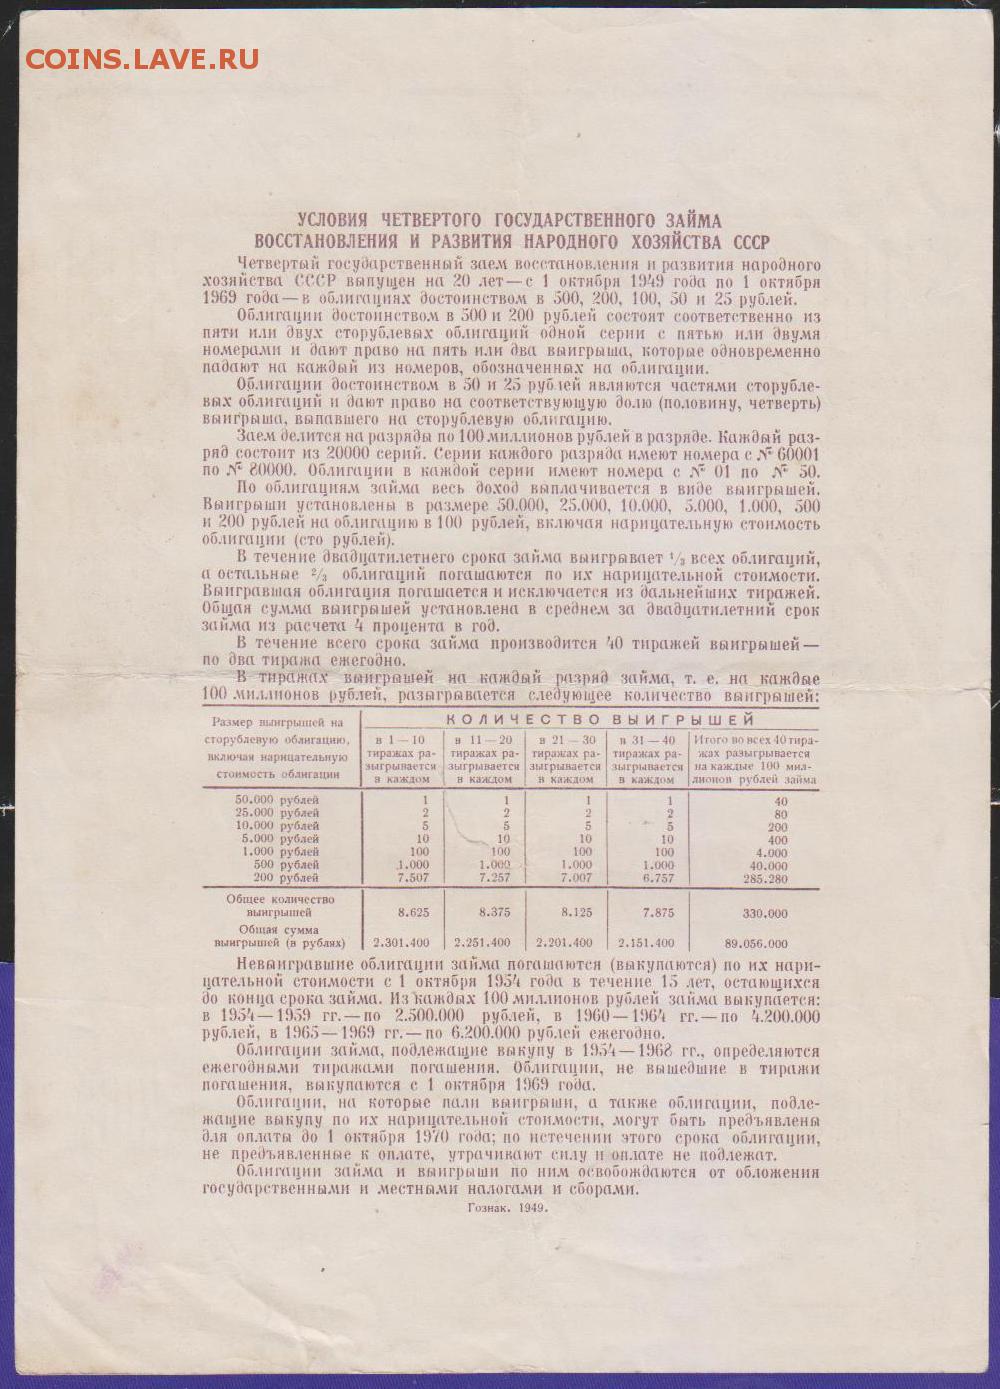 COINS.LAVE.RU
УСЛОВИЯ ЧЕТВЕРТОГО ГОСУДАРСТВЕННОГО ЗАЙМА
ВОССТАНОВЛЕНИЯ И РАЗВИТИЯ НАРОДНОГО ХОЗЯЙСТВА СССР
Четвертый государственный заем восстановления и развития народного
хозяйства СССР выпущен на 20 лет — с 1 октября 1949 года по 1 октября
1969 года — в облигациях достоинством в 500, 200, 100, 50 и 25 рублей.
Облигации достоинством в 500 и 200 рублей состоят соответственно из
пяти или двух сторублевых облигаций одной серии с пятью или двумя
номерами и дают право на пять или два выигрыша, которые одновременно
падают на каждый из номеров, обозначенных на облигации.
Облигации достоинством в 50 и 25 рублей являются частями сторубле-
вых облигаций и дают право на соответствующую долю (половину, четверть)
выигрыша, выпавшего на сторублевую облигацию.
Заем делится на разряды по 100 миллионов рублей в разряде. Каждый раз-
ряд состоит из 20000 серий. Серии каждого разряда имеют номера с № 60001
по № 80000. Облигации в каждой серии имеют номера с № 01 по № 50.
По облигациям займа весь доход выплачивается в виде выигрышей.
Выигрыши установлены в размере 50.000, 25.000, 10.000, 5.000, 1.000, 500
и 200 рублей на облигацию в 100 рублей, включая нарицательную стоимость
облигации (сто рублей).
В течение двадцатилетнего срока займа выигрывает 1/3 всех облигаций,
а остальные 2/3 облигаций погашаются по их нарицательной стоимости.
Выигравшая облигация погашается и исключается из дальнейших тиражей.
Общая сумма выигрышей установлена в среднем за двадцатилетний срок
займа из расчета 4 процента в год.
В течение всего срока займа производится 40 тиражей выигрышей —
по два тиража ежегодно.
В тиражах выигрышей на каждый разряд займа, т. е. на каждые
100 миллионов рублей, разыгрывается следующее количество выигрышей:
Размер выигрышей на сторублевую облигацию, включая нарицательную стоимость облигации
КОЛИЧЕСТВО ВЫИГРЫШЕЙ
в 1 — 10 тиражах ра- зыгрывается в каждом
в 11 — 20 тиражах ра- зыгрывается в каждом
в 21 — 30 тиражах ра- зыгрывается в каждом
в 31 — 40 тиражах ра- зыгрывается в каждом
Итого во всех 40 тира- жах разыгрывается на каждые 100 мил- лионов рублей займа
50.000 рублей 1 1 1 1 40
25.000 рублей 2 2 2 2 80
10.000 рублей 5 5 5 5 200
5.000 рублей 10 10 10 10 400
1.000 рублей 100 100 100 100 4.000
500 рублей 1.000 1.000 1.000 1.000 40.000
200 рублей 7.507 7.257 7.007 6.757 285.280
Общее количество выигрышей 8.625 8.375 8.125 7.875 330.000
Общая сумма выигрышей (в рублях) 2.301.400 2.251.400 2.201.400 2.151.400 89.056.000
Невыигравшие облигации займа погашаются (выкупаются) по их нари-
цательной стоимости с 1 октября 1954 года в течение 15 лет, остающихся
до конца срока займа. Из каждых 100 миллионов рублей займа выкупается:
в 1954 — 1959 гг. — по 2.500.000 рублей, в 1960 — 1964 гг. — по 4.200.000
рублей, в 1965 — 1969 гг. — по 6.200.000 рублей ежегодно.
Облигации займа, подлежащие выкупу в 1954 — 1968 гг., определяются
ежегодными тиражами погашения. Облигации, не вышедшие в тиражи
погашения, выкупаются с 1 октября 1969 года.
Облигации, на которые пали выигрыши, а также облигации, подле-
жащие выкупу по их нарицательной стоимости, могут быть предъявлены
для оплаты до 1 октября 1970 года; по истечении этого срока облигации,
не предъявленные к оплате, утрачивают силу и оплате не подлежат.
Облигации займа и выигрыши по ним освобождаются от обложения
государственными и местными налогами и сборами.
Гознак. 1949.